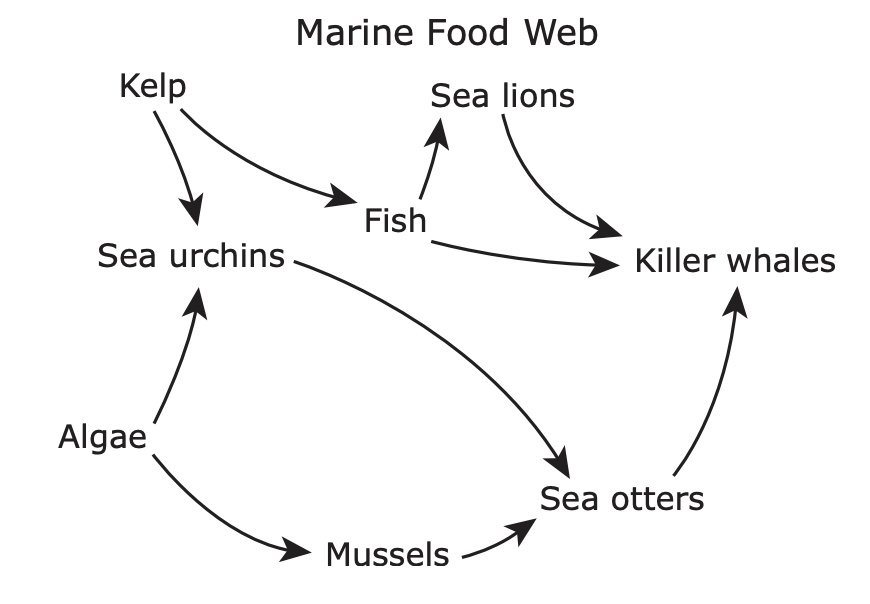 Marine Food Web
Kelp
Sea lions
Fish
Sea urchins
Killer whales
Algae
Sea otters
Mussels